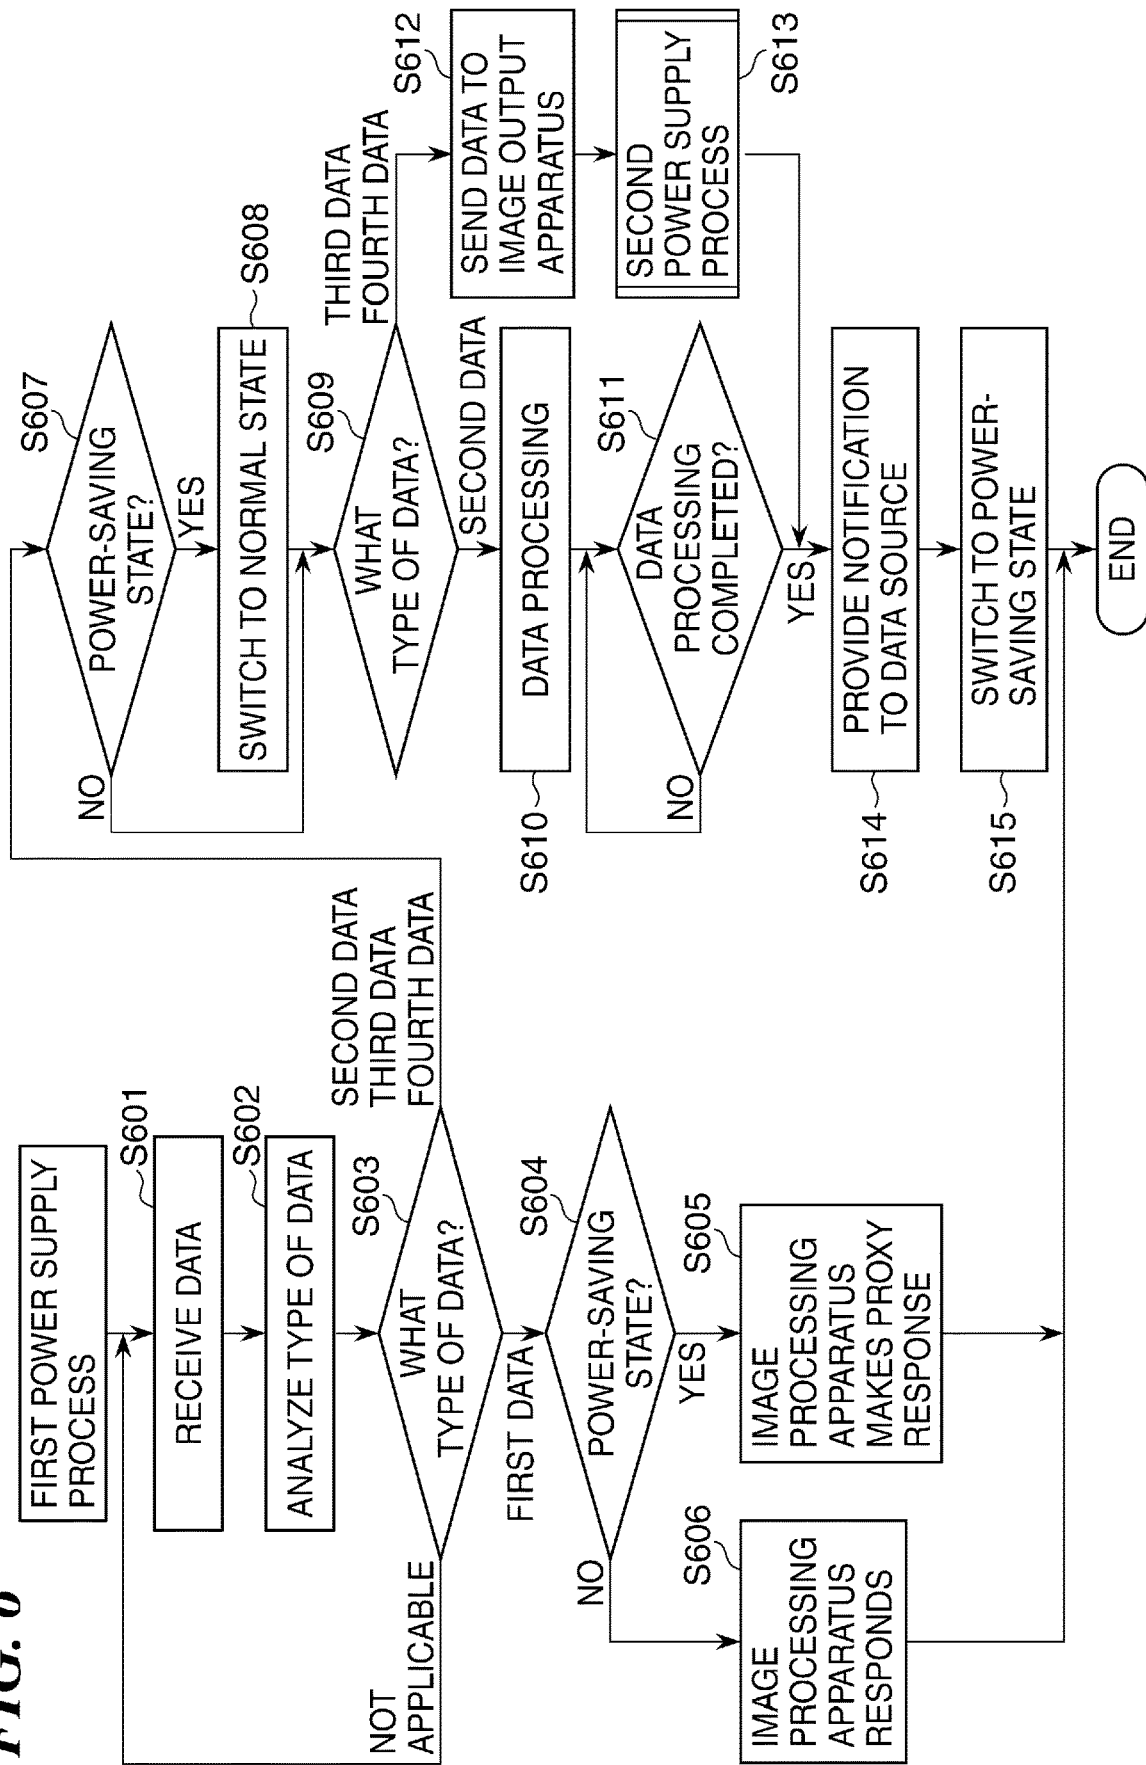 FIG. 6
FIRST POWER SUPPLY
PROCESS
S601
RECEIVE DATA
S602
ANALYZE TYPE OF DATA
S603
WHAT
TYPE OF DATA?
NOT
APPLICABLE
SECOND DATA
THIRD DATA
FOURTH DATA
FIRST DATA
S604
POWER-SAVING
STATE?
NO
YES
S605
IMAGE
PROCESSING
APPARATUS
MAKES PROXY
RESPONSE
S606
IMAGE
PROCESSING
APPARATUS
RESPONDS
S607
POWER-SAVING
STATE?
NO
YES
S608
SWITCH TO NORMAL STATE
S609
WHAT
TYPE OF DATA?
THIRD DATA
FOURTH DATA
SECOND DATA
S610
DATA PROCESSING
S611
DATA
PROCESSING
COMPLETED?
NO
YES
S612
SEND DATA TO
IMAGE OUTPUT
APPARATUS
S613
SECOND
POWER SUPPLY
PROCESS
S614
PROVIDE NOTIFICATION
TO DATA SOURCE
S615
SWITCH TO POWER-
SAVING STATE
END